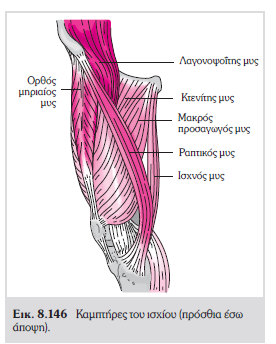 Λαγονοψοΐτης μυς
Ορθός
μηριαίος
μυς
Κτενίτης μυς
Μακρός
προσαγωγός μυς
Ραπτικός μυς
Ισχνός μυς
Εικ. 8.146 Καμπτήρες του ισχίου (πρόσθια έσω
άποψη).